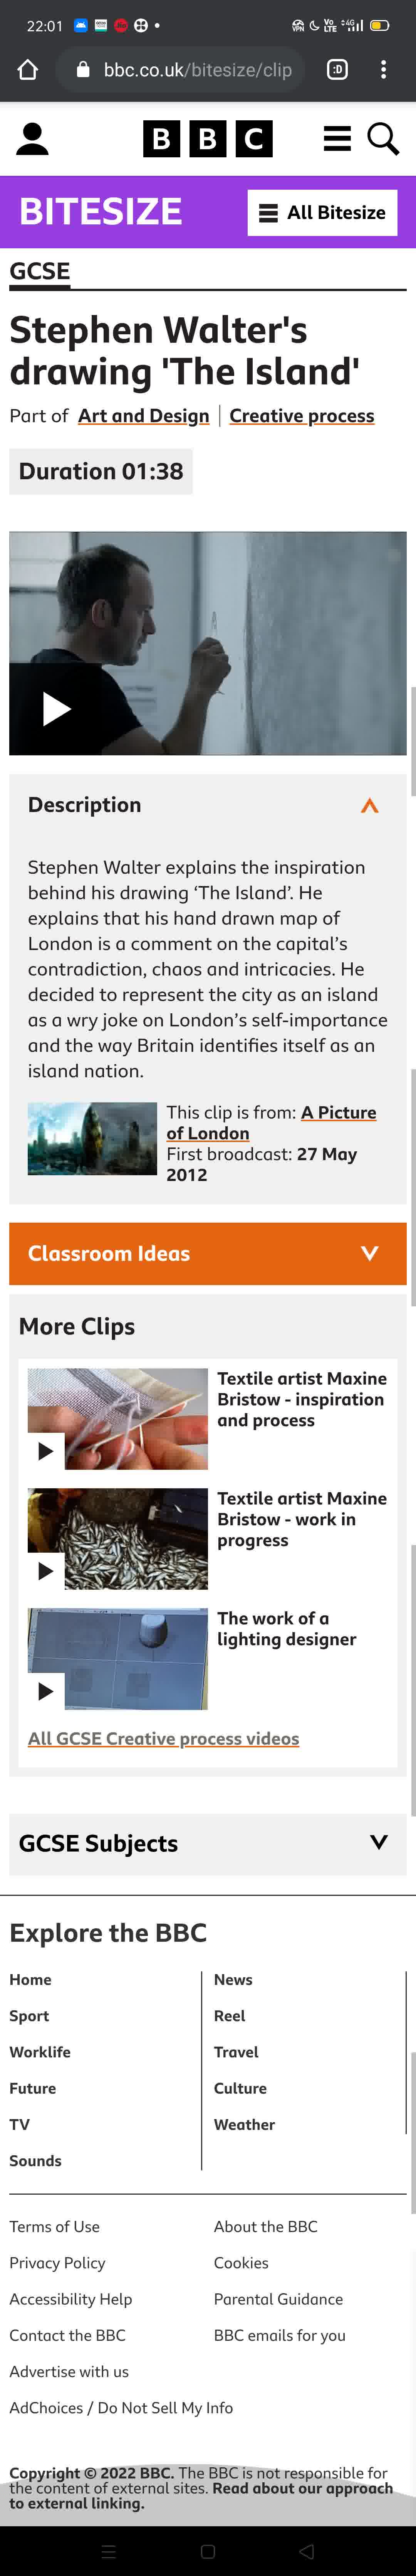 22:01
VPN Vo LTE 4G
bbc.co.uk/bitesize/clip
:D
BBC
BITESIZE
All Bitesize
GCSE
Stephen Walter's
drawing 'The Island'
Part of Art and Design | Creative process
Duration 01:38
Description
Stephen Walter explains the inspiration
behind his drawing ‘The Island’. He
explains that his hand drawn map of
London is a comment on the capital’s
contradiction, chaos and intricacies. He
decided to represent the city as an island
as a wry joke on London’s self-importance
and the way Britain identifies itself as an
island nation.
This clip is from: A Picture
of London
First broadcast: 27 May
2012
Classroom Ideas
More Clips
Textile artist Maxine
Bristow - inspiration
and process
Textile artist Maxine
Bristow - work in
progress
The work of a
lighting designer
All GCSE Creative process videos
GCSE Subjects
Explore the BBC
Home
News
Sport
Reel
Worklife
Travel
Future
Culture
TV
Weather
Sounds
Terms of Use
About the BBC
Privacy Policy
Cookies
Accessibility Help
Parental Guidance
Contact the BBC
BBC emails for you
Advertise with us
AdChoices / Do Not Sell My Info
Copyright © 2022 BBC. The BBC is not responsible for
the content of external sites. Read about our approach
to external linking.